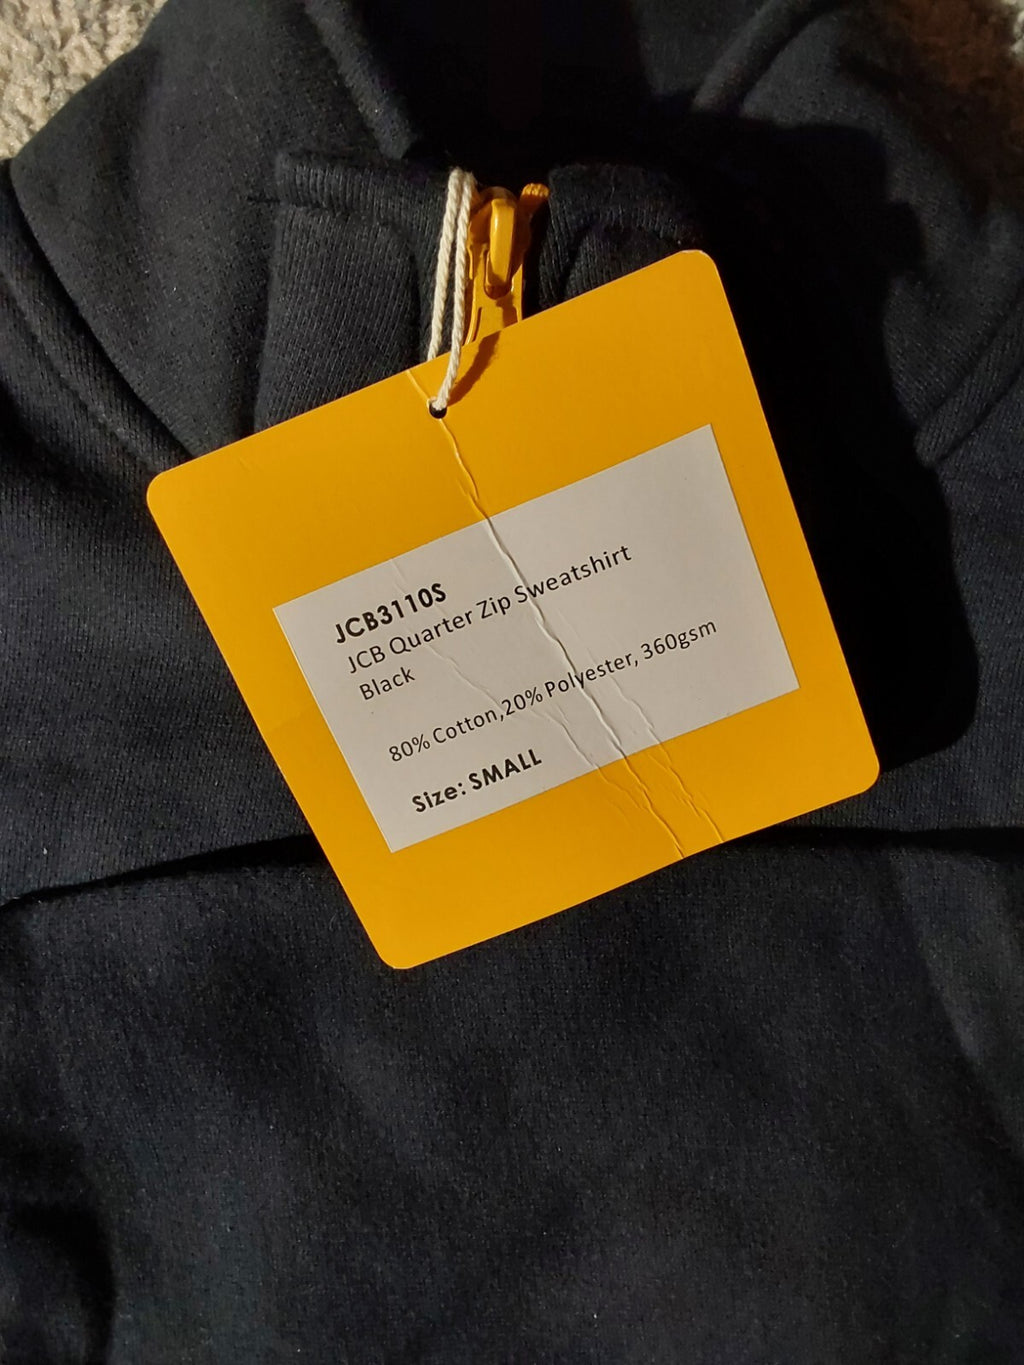 JCB3110S
JCB Quarter Zip Sweatshirt
Black
80% Cotton,20% Polyester, 360gsm
Size: SMALL